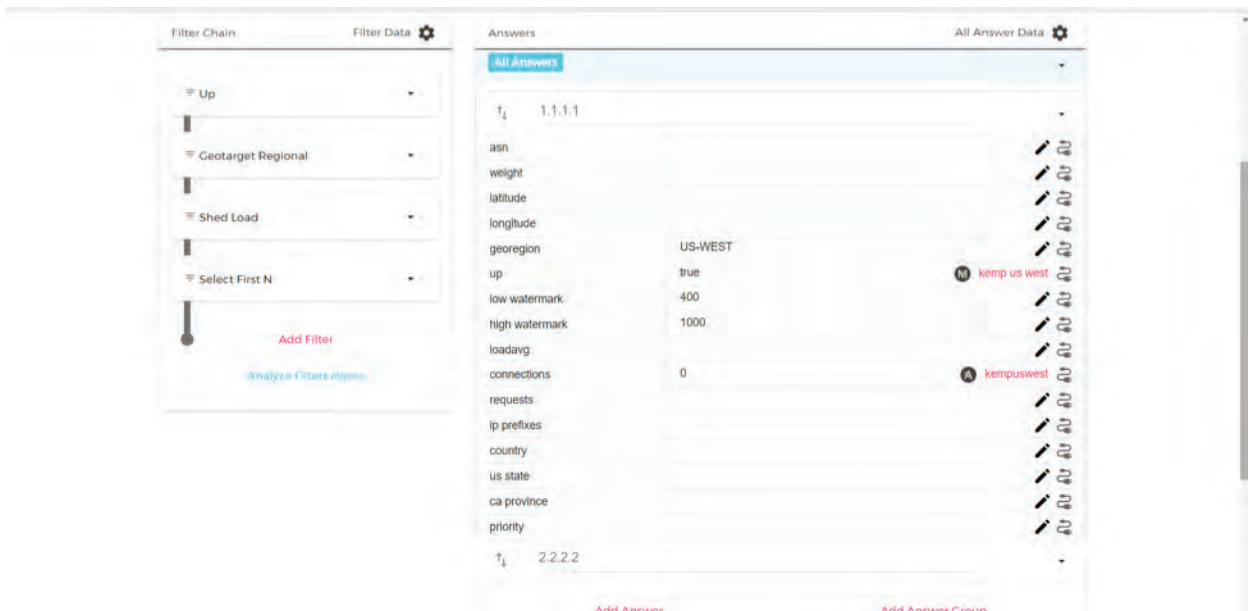 Filter Chain Filter Data
Up
Geotarget Regional
Shed Load
Select First N
Add Filter
Analyze Filters
Answers All Answer Data
All Answers
1.1.1.1
asn
weight
latitude
longitude
georegion US-WEST
up true M kemp us west
low watermark 400
high watermark 1000
loadavg
connections 0 A kempuswest
requests
ip prefixes
country
us state
ca province
priority
2.2.2.2
Add Answer Add Answer Group